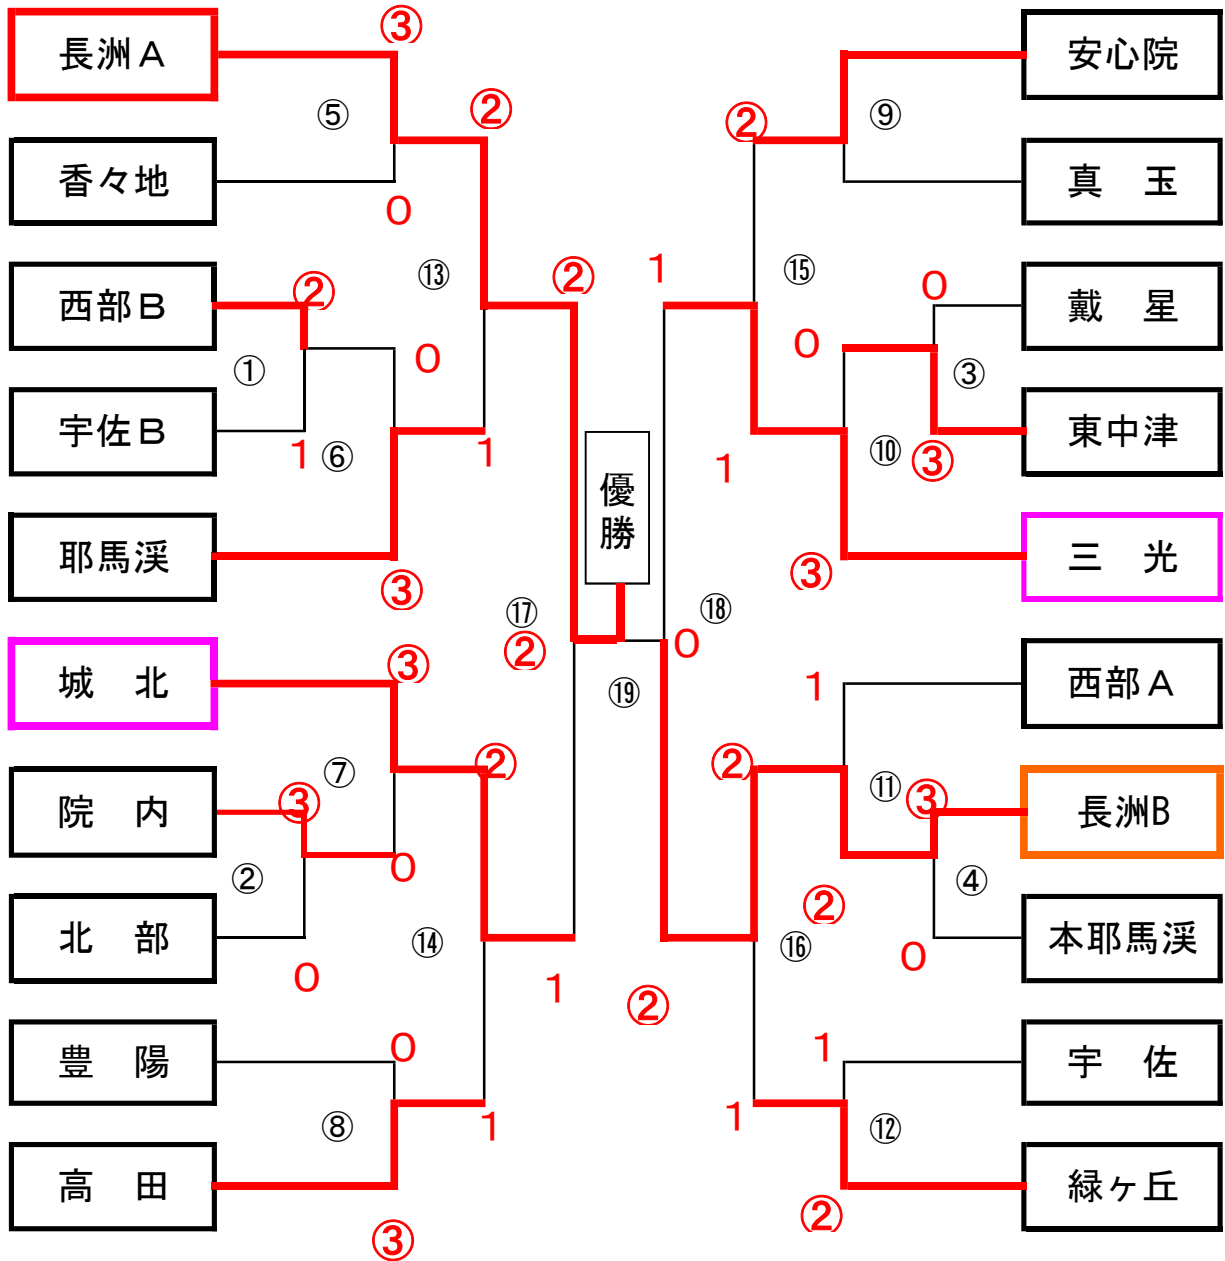 長洲Ａ
③
⑤
②
香々地
0
⑬
西部Ｂ
②
②
①
0
宇佐Ｂ
1
⑥
1
耶馬渓
③
⑰
②
城　北
③
⑦
②
院　内
③
②
0
北　部
⑭
0
1
豊　陽
0
⑧
1
高　田
③
優勝
⑲
安心院
②
⑨
真　玉
1
⑮
0
戴　星
0
③
東中津
1
⑩
③
三　光
③
⑱
0
西部Ａ
1
②
⑪
③
長洲B
④
②
本耶馬渓
⑯
0
②
宇　佐
1
1
⑫
緑ヶ丘
②